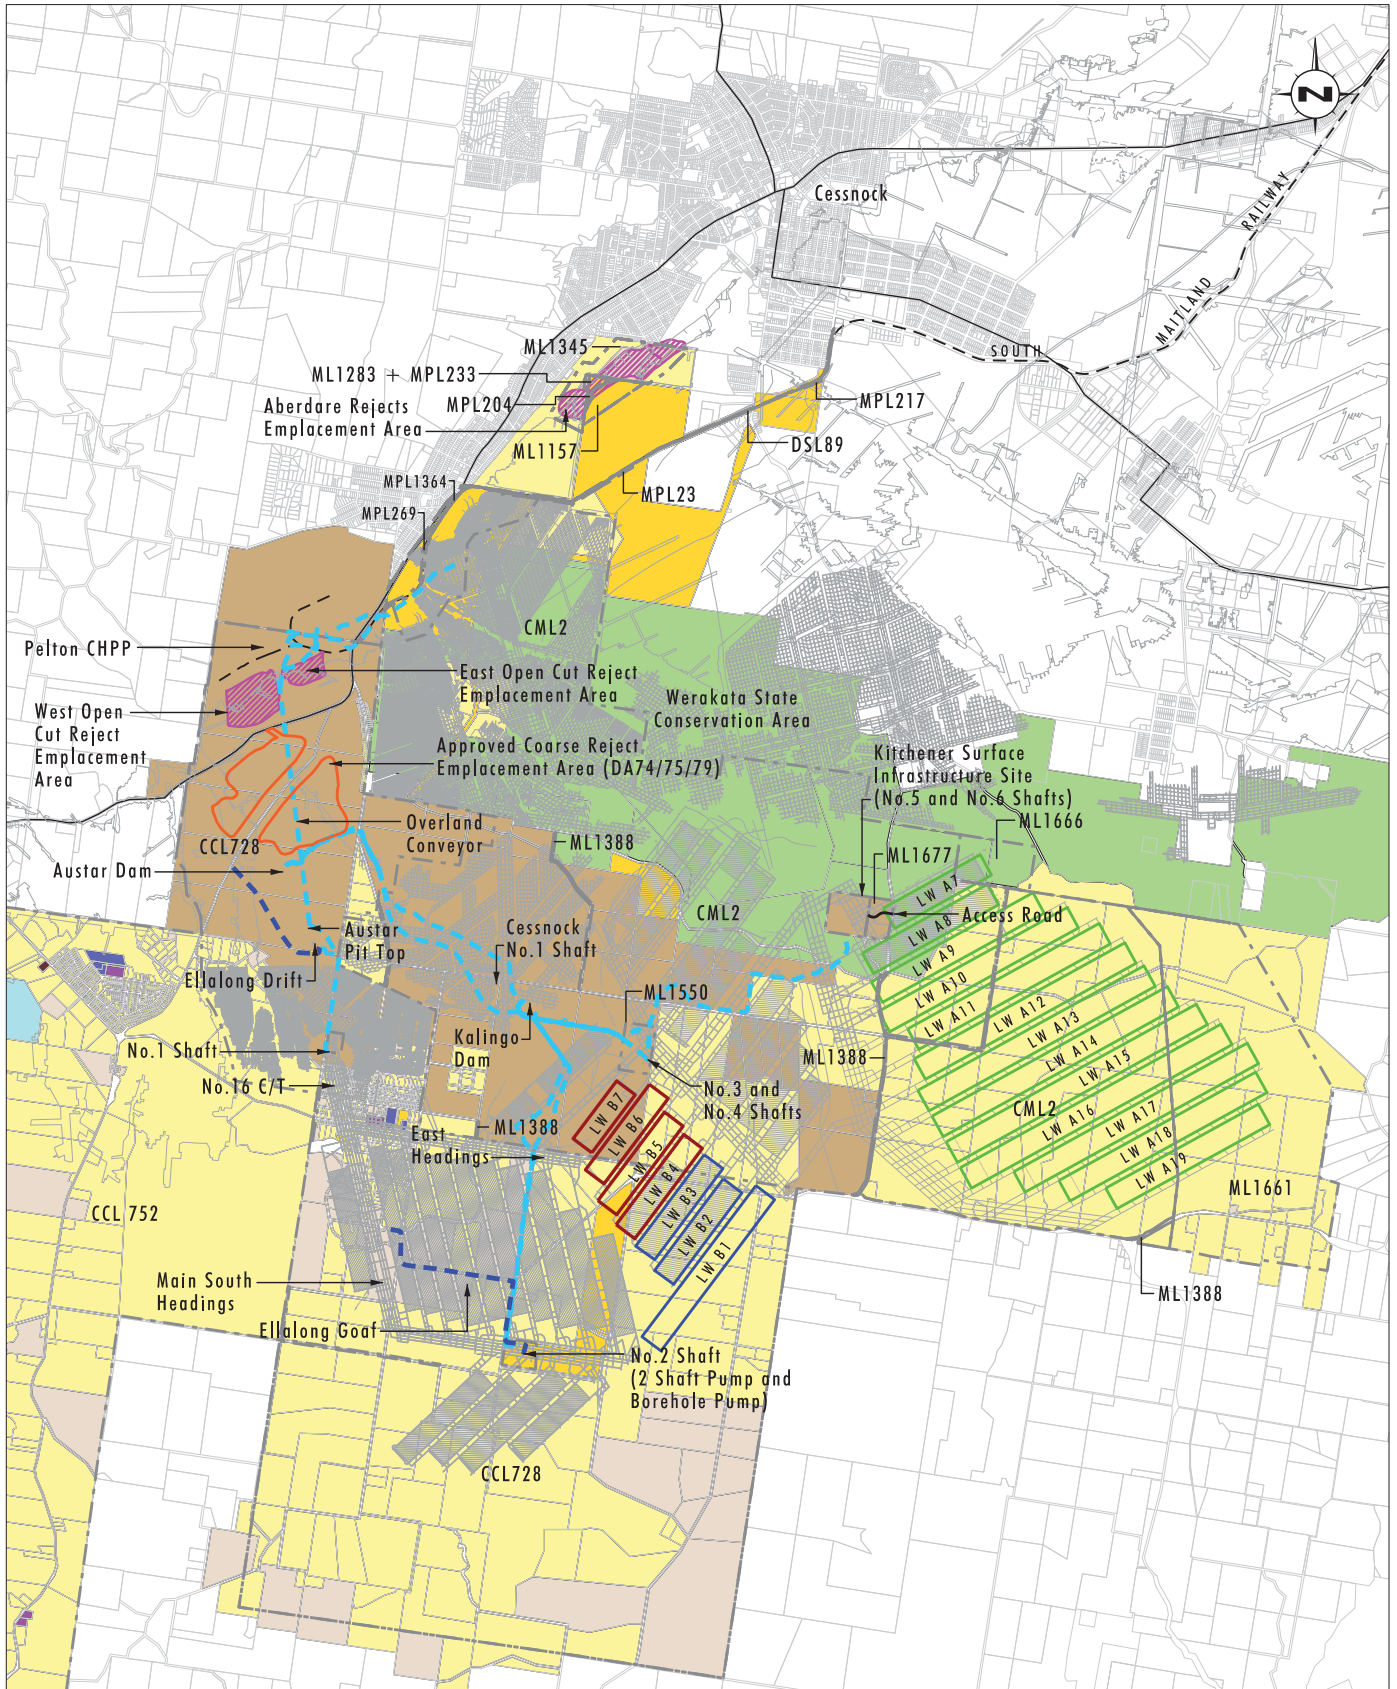 N
Cessnock
RAILWAY
MAITLAND
SOUTH
ML1345
ML1283 + MPL233
MPL204
Aberdare Rejects
Emplacement Area
ML1157
MPL217
DSL89
MPL23
MPL1364
MPL269
CML2
Pelton CHPP
East Open Cut Reject
Emplacement Area
Werakata State
Conservation Area
West Open
Cut Reject
Emplacement
Area
Approved Coarse Reject
Emplacement Area (DA74/75/79)
Kitchener Surface
Infrastructure Site
(No.5 and No.6 Shafts)
ML1666
Overland
Conveyor
ML1388
CCL728
ML1677
Austar Dam
LW A7
CML2
Access Road
LW A8
Cessnock
No.1 Shaft
Austar
Pit Top
LW A9
Ellalong Drift
LW A10
ML1550
LW A11
LW A12
LW A13
Kalingo
Dam
LW A14
No.1 Shaft
ML1388
LW A15
No.16 C/T
No.3 and
No.4 Shafts
LW B7
CML2
LW A16
LW A17
ML1388
East
Headings
LW B6
LW A18
LW B5
LW B4
LW A19
LW B3
ML1661
CCL 752
LW B2
LW B1
Main South
Headings
ML1388
Ellalong Goaf
No.2 Shaft
(2 Shaft Pump and
Borehole Pump)
CCL728